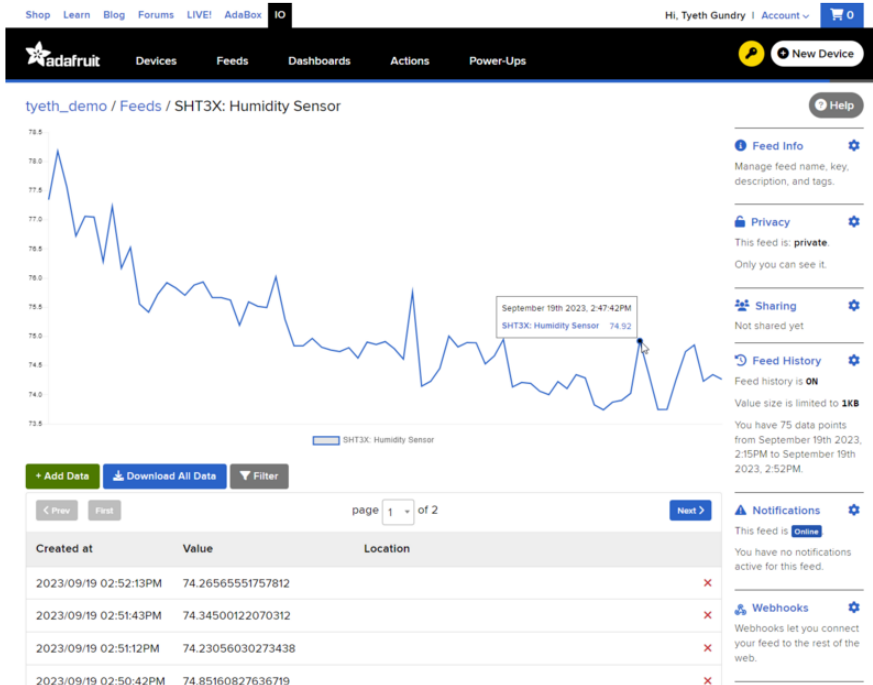 Shop Learn Blog Forums LIVE! AdaBox IO
Hi, Tyeth Gundry | Account
0
adafruit
Devices Feeds Dashboards Actions Power-Ups
New Device
tyeth_demo / Feeds / SHT3X: Humidity Sensor
Help
78.5
78.0
77.5
77.0
76.5
76.0
75.5
75.0
74.5
74.0
73.5
September 19th 2023, 2:47:42PM
SHT3X: Humidity Sensor 74.92
SHT3X: Humidity Sensor
+ Add Data
Download All Data
Filter
< Prev
First
page 1 of 2
Next >
Created at Value Location
2023/09/19 02:52:13PM 74.26565551757812 ×
2023/09/19 02:51:43PM 74.34500122070312 ×
2023/09/19 02:51:12PM 74.23056030273438 ×
2023/09/19 02:50:42PM 74.85160827636719 ×
Feed Info
Manage feed name, key,
description, and tags.
Privacy
This feed is: private.
Only you can see it.
Sharing
Not shared yet
Feed History
Feed history is ON
Value size is limited to 1KB
You have 75 data points
from September 19th 2023,
2:15PM to September 19th
2023, 2:52PM.
Notifications
This feed is Online
You have no notifications
active for this feed.
Webhooks
Webhooks let you connect
your feed to the rest of the
web.